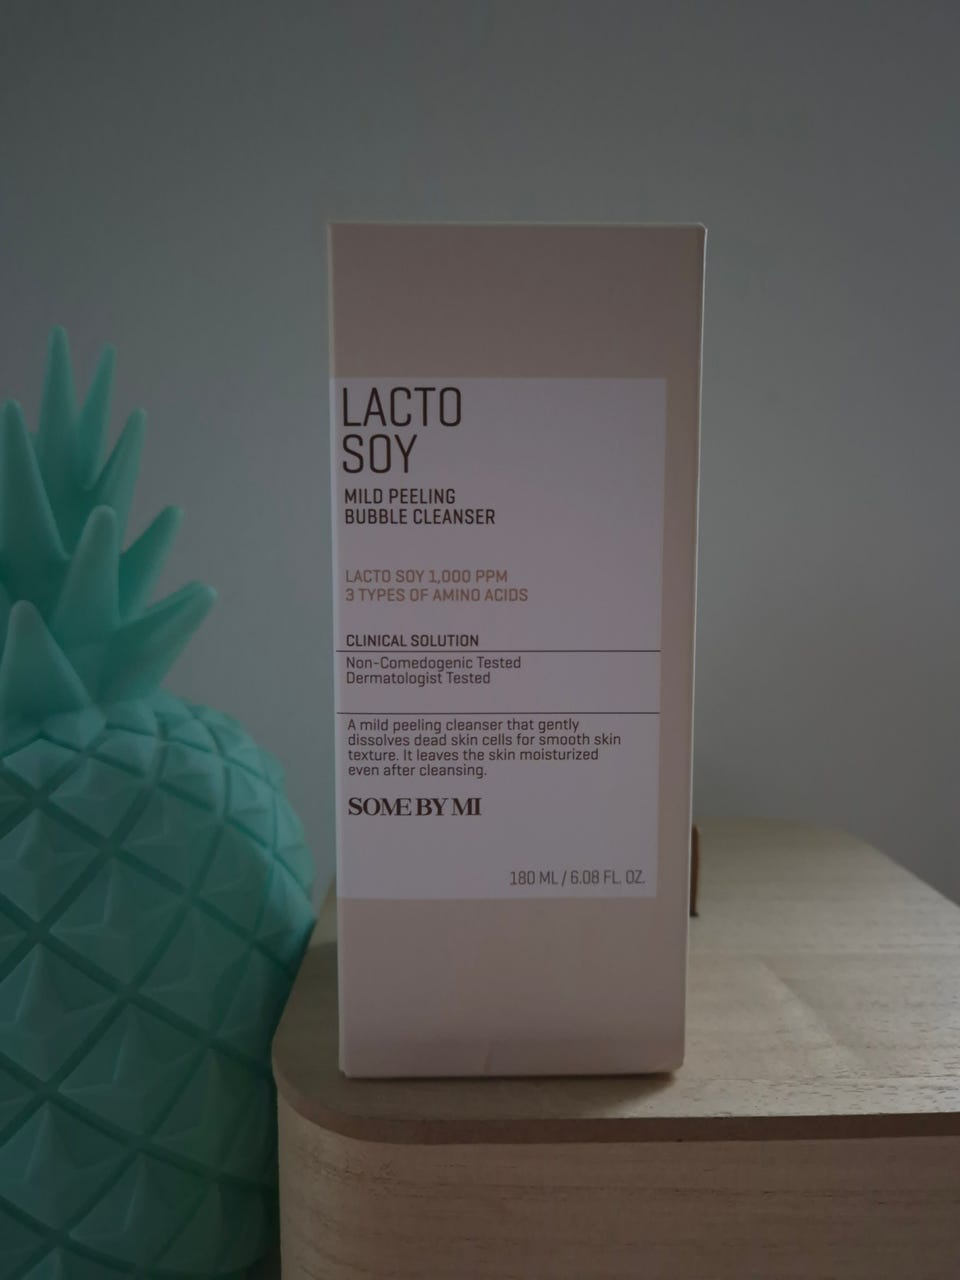 LACTO
SOY
MILD PEELING
BUBBLE CLEANSER
LACTO SOY 1,000 PPM
3 TYPES OF AMINO ACIDS
CLINICAL SOLUTION
Non-Comedogenic Tested
Dermatologist Tested
A mild peeling cleanser that gently
dissolves dead skin cells for smooth skin
texture. It leaves the skin moisturized
even after cleansing.
SOME BY MI
180 ML / 6.08 FL. OZ.